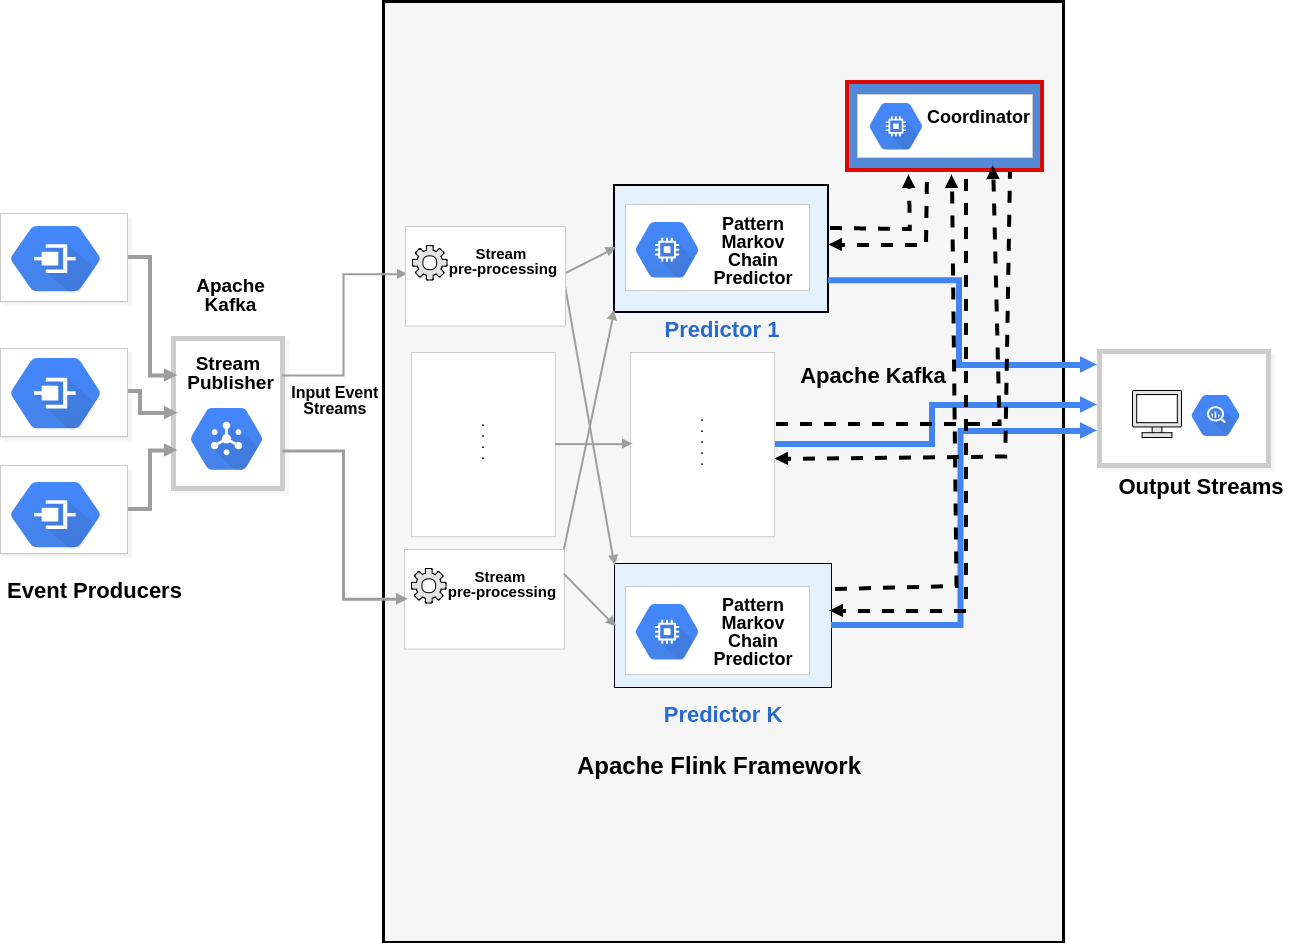 Coordinator
Pattern
Markov
Chain
Predictor
Predictor 1
Stream
pre-processing
Apache
Kafka
Stream
Publisher
Input Event
Streams
Apache Kafka
Output Streams
Event Producers
Stream
pre-processing
Pattern
Markov
Chain
Predictor
Predictor K
Apache Flink Framework